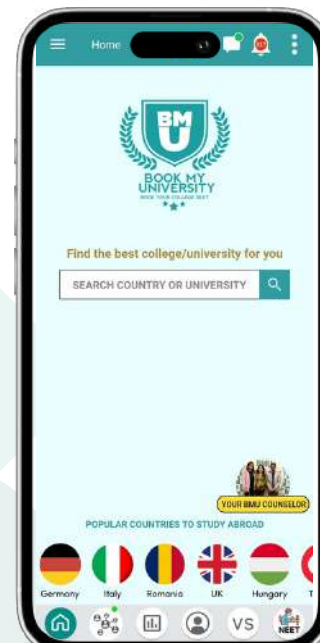 Home
BMU
BOOK MY
UNIVERSITY
BOOK YOUR COLLEGE SEAT
Find the best college/university for you
SEARCH COUNTRY OR UNIVERSITY
YOUR BMU COUNSELOR
POPULAR COUNTRIES TO STUDY ABROAD
Germany Italy Romania UK Hungary T
VS NEET